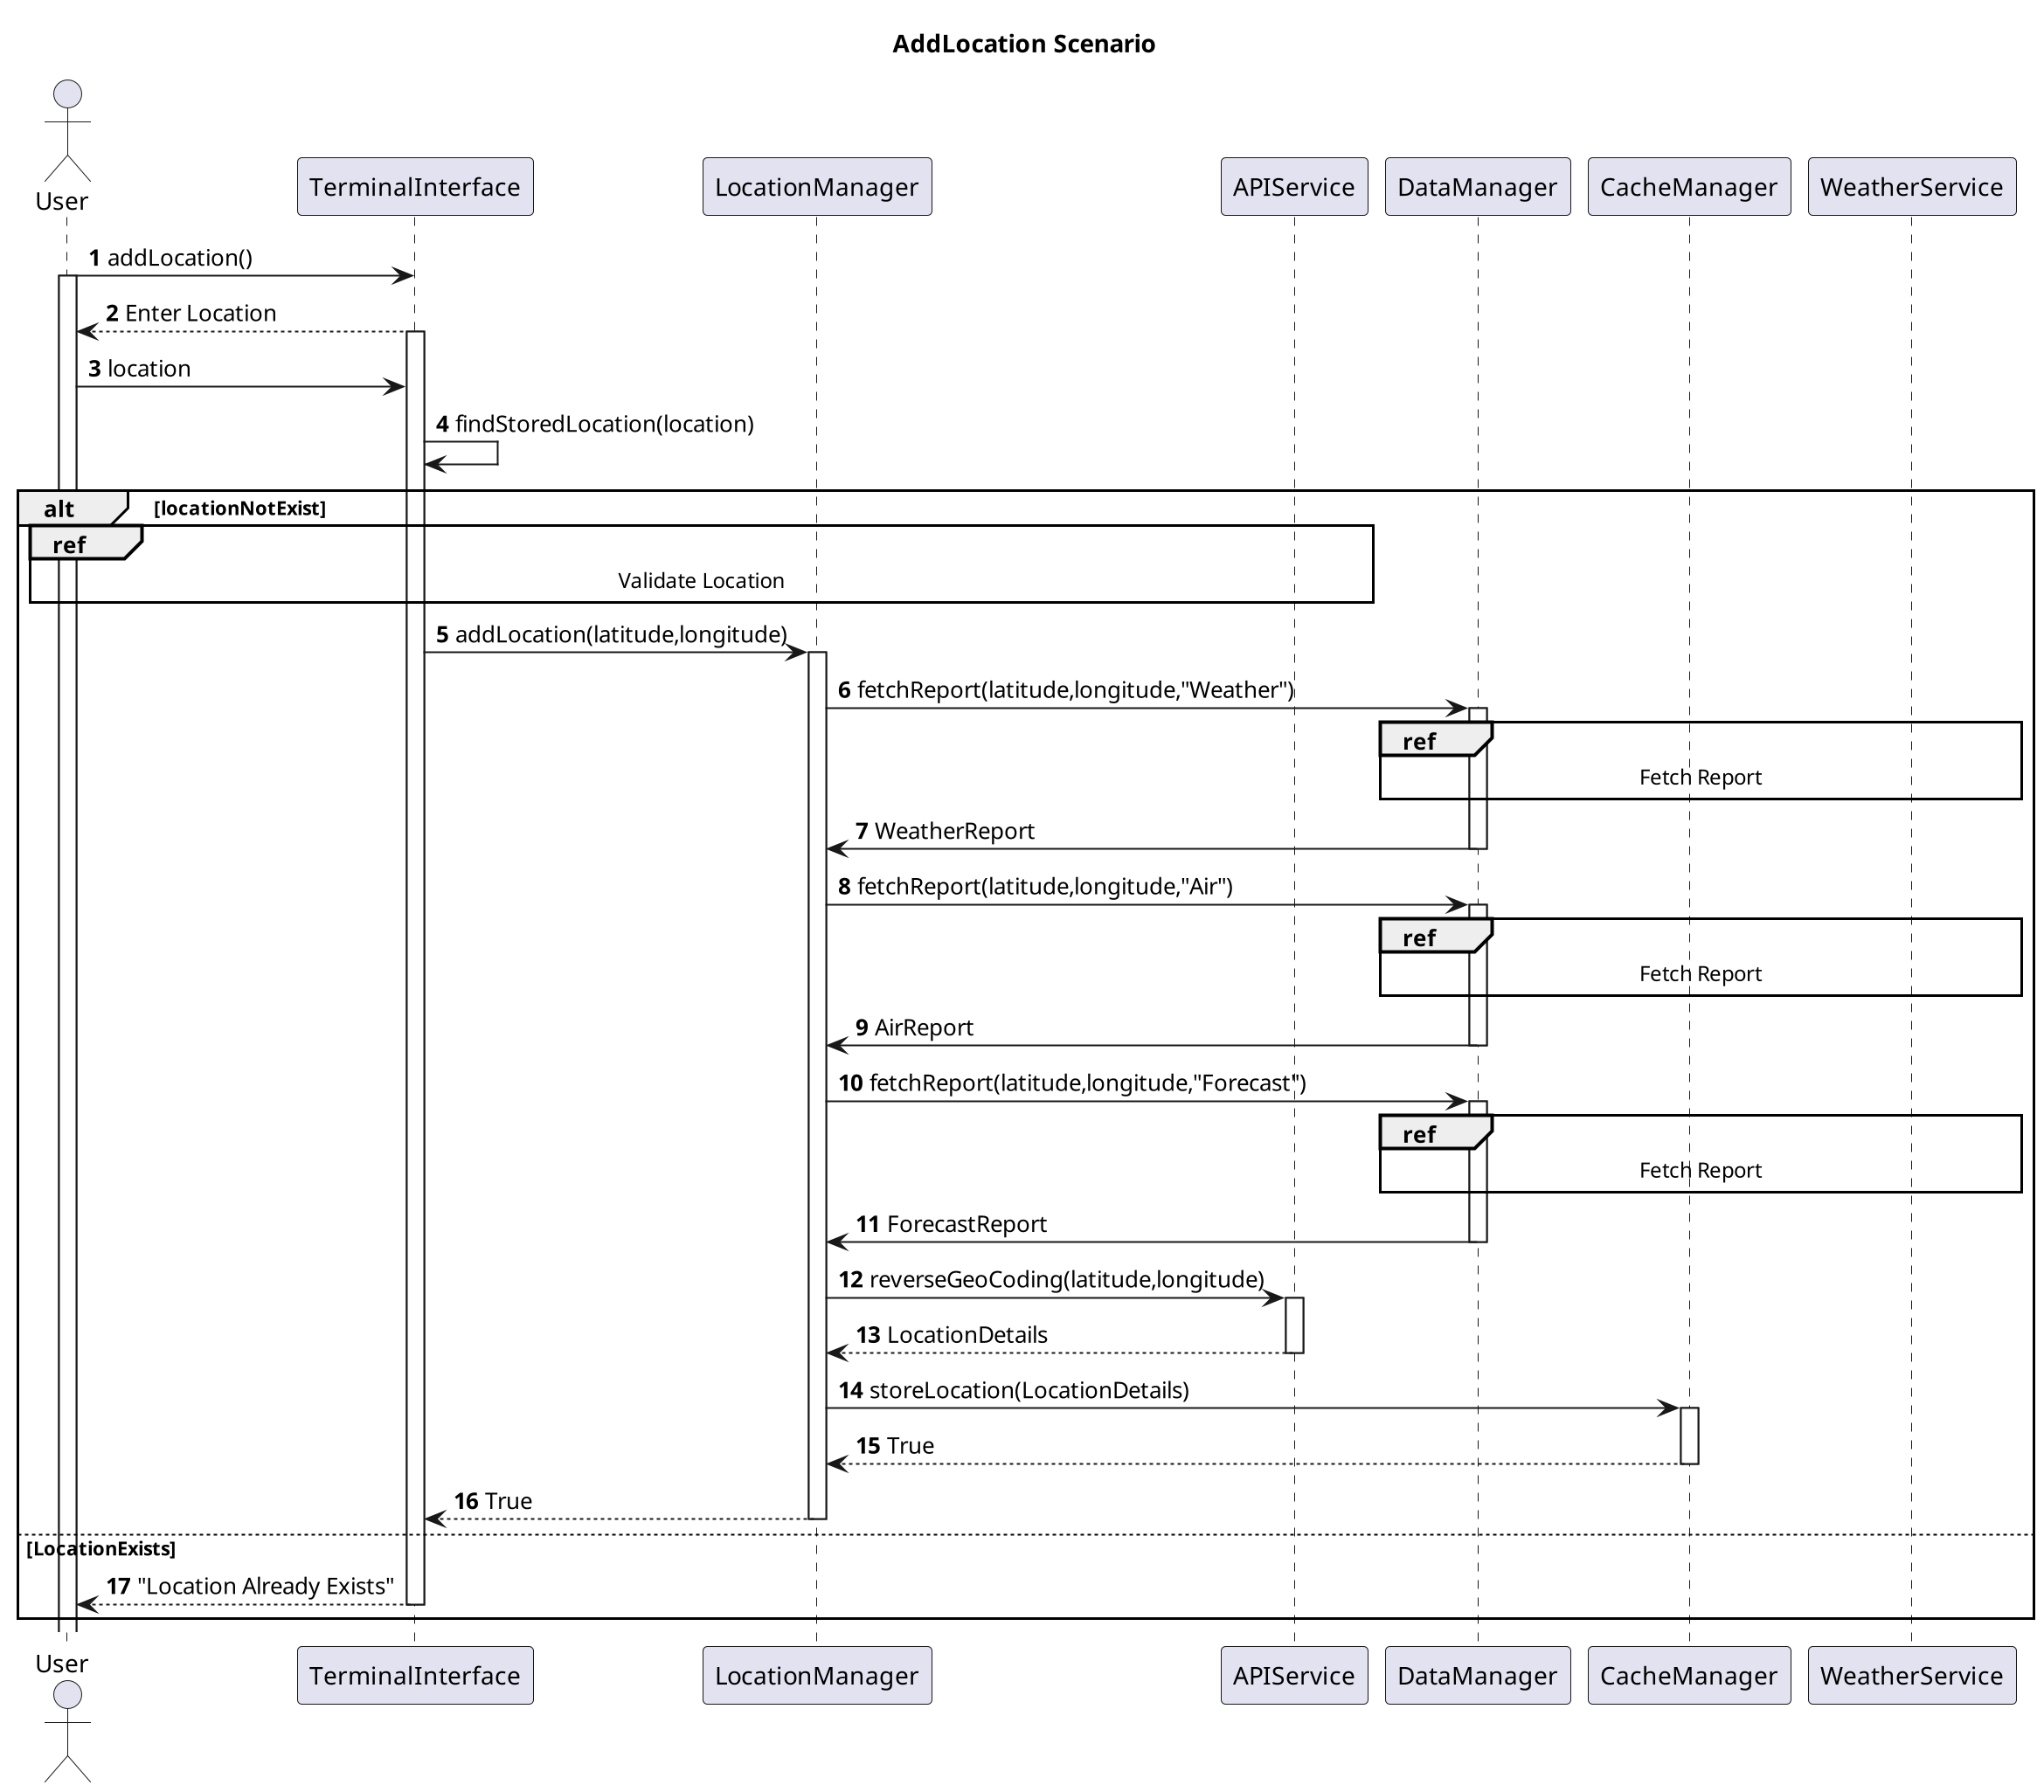 AddLocation Scenario
User
TerminalInterface
LocationManager
APIService
DataManager
CacheManager
WeatherService
1 addLocation()
2 Enter Location
3 location
4 findStoredLocation(location)
alt [locationNotExist]
ref
Validate Location
5 addLocation(latitude,longitude)
6 fetchReport(latitude,longitude,"Weather")
ref
Fetch Report
7 WeatherReport
8 fetchReport(latitude,longitude,"Air")
ref
Fetch Report
9 AirReport
10 fetchReport(latitude,longitude,"Forecast")
ref
Fetch Report
11 ForecastReport
12 reverseGeoCoding(latitude,longitude)
13 LocationDetails
14 storeLocation(LocationDetails)
15 True
16 True
[LocationExists]
17 "Location Already Exists"
User
TerminalInterface
LocationManager
APIService
DataManager
CacheManager
WeatherService